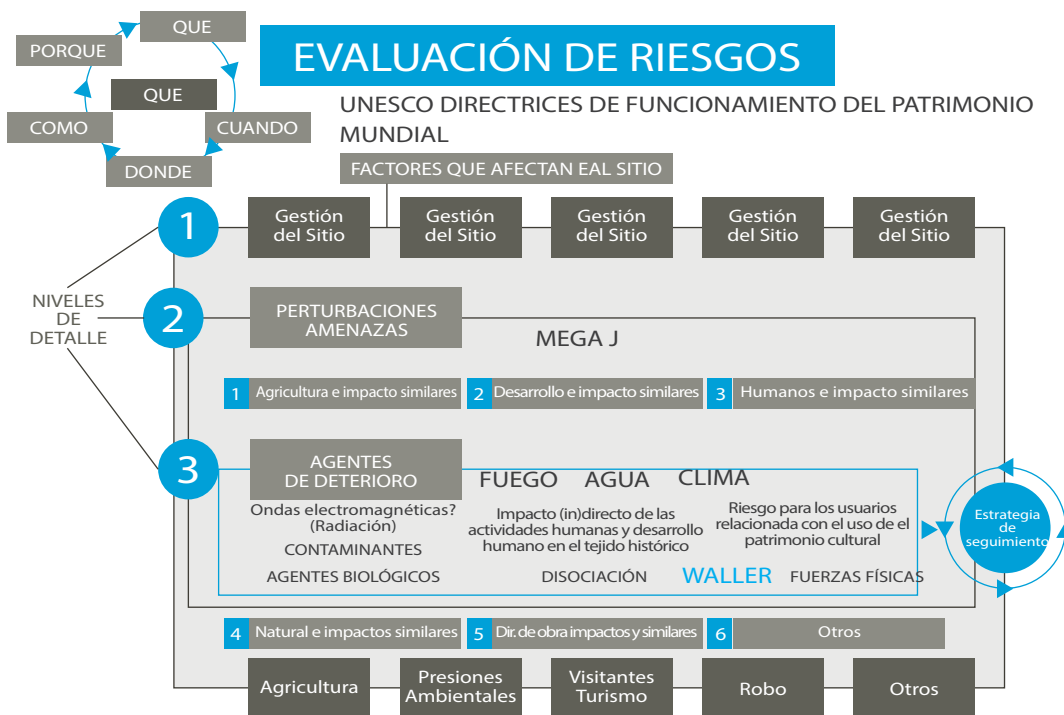 QUE
PORQUE
QUE
COMO
CUANDO
DONDE
EVALUACIÓN DE RIESGOS
UNESCO DIRECTRICES DE FUNCIONAMIENTO DEL PATRIMONIO
MUNDIAL
FACTORES QUE AFECTAN EAL SITIO
NIVELES
DE
DETALLE
1
Gestión
del Sitio
Gestión
del Sitio
Gestión
del Sitio
Gestión
del Sitio
Gestión
del Sitio
2
PERTURBACIONES
AMENAZAS
MEGA J
1 Agricultura e impacto similares
2 Desarrollo e impacto similares
3 Humanos e impacto similares
3
AGENTES
DE DETERIORO
FUEGO AGUA CLIMA
Ondas electromagnéticas?
(Radiación)
CONTAMINANTES
AGENTES BIOLÓGICOS
Impacto (in)directo de las
actividades humanas y desarrollo
humano en el tejido histórico
DISOCIACIÓN
Riesgo para los usuarios
relacionada con el uso de el
patrimonio cultural
WALLER
FUERZAS FÍSICAS
Estrategia
de
seguimiento
4 Natural e impactos similares
5 Dir. de obra impactos y similares
6 Otros
Agricultura
Presiones
Ambientales
Visitantes
Turismo
Robo
Otros